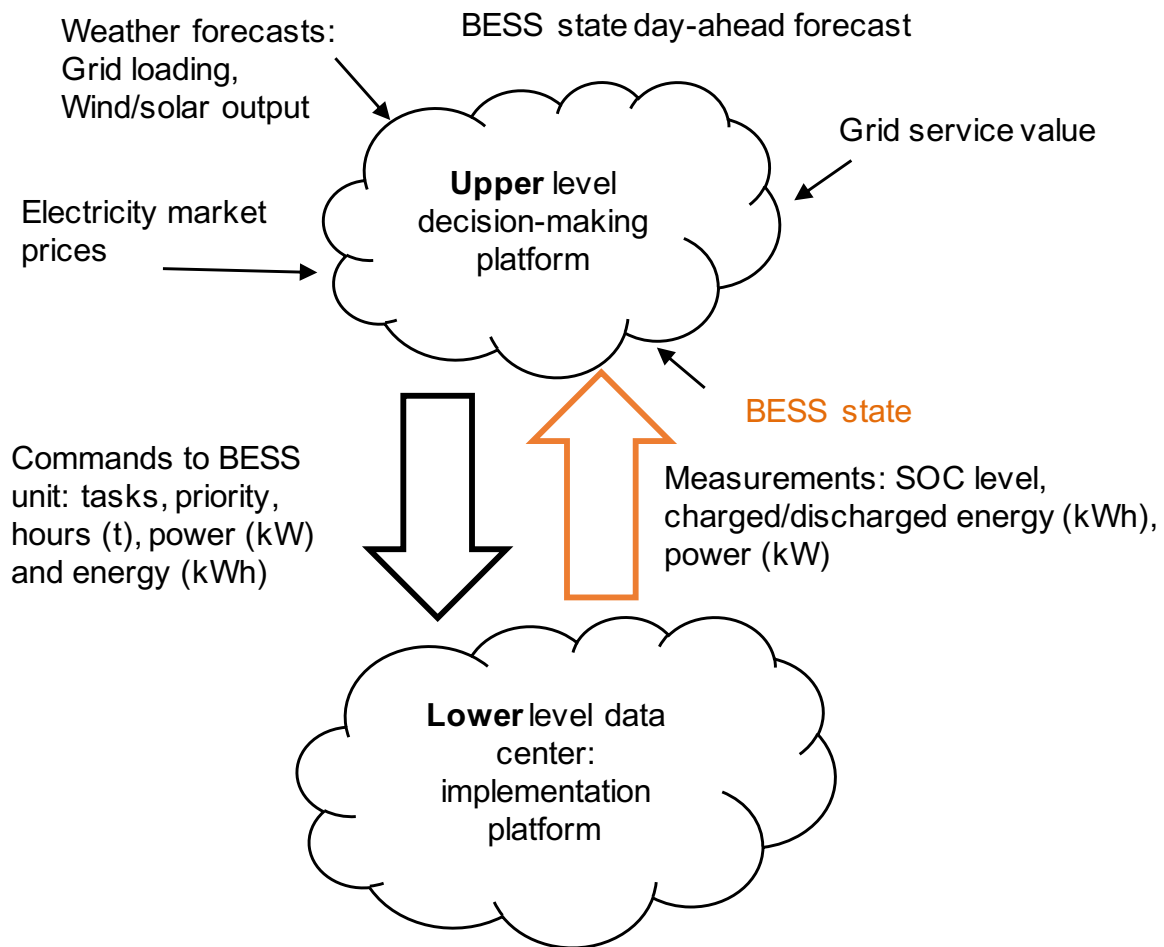 Weather forecasts:
Grid loading,
Wind/solar output
BESS state day-ahead forecast
Grid service value
Upper level
decision-making
platform
Electricity market
prices
BESS state
Commands to BESS
unit: tasks, priority,
hours (t), power (kW)
and energy (kWh)
Measurements: SOC level,
charged/discharged energy (kWh),
power (kW)
Lower level data
center:
implementation
platform